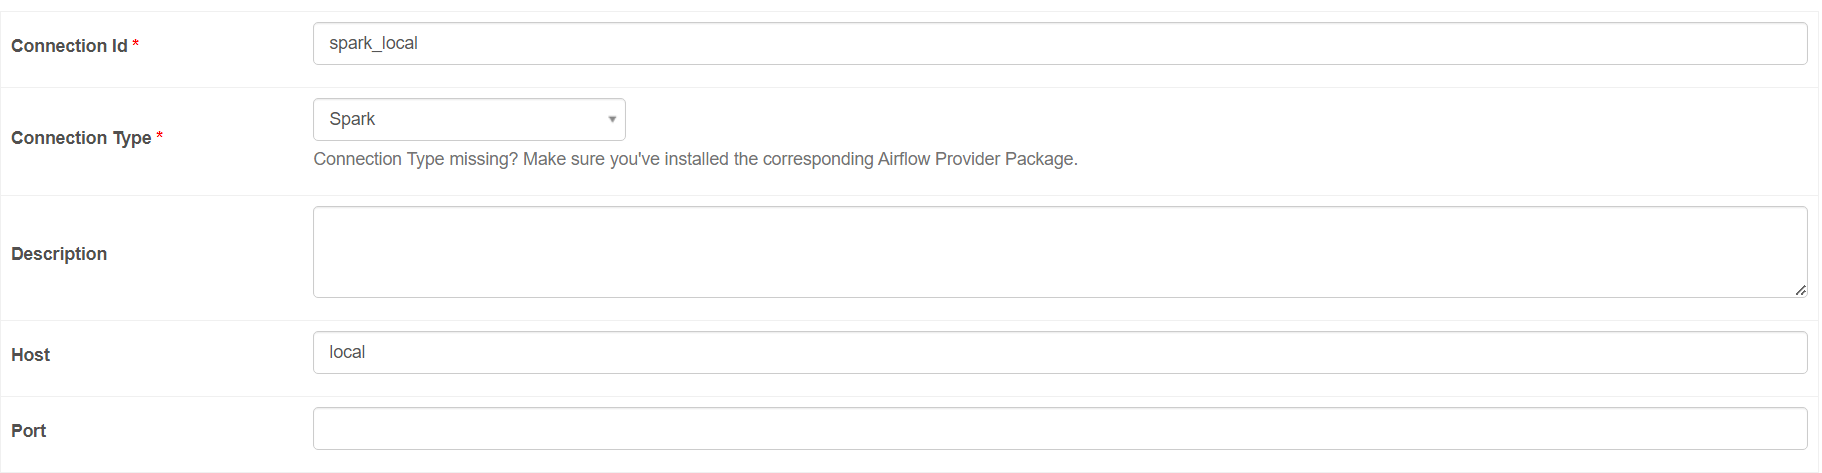 Connection Id *
spark_local
Connection Type *
Spark
Connection Type missing? Make sure you've installed the corresponding Airflow Provider Package.
Description
Host
local
Port